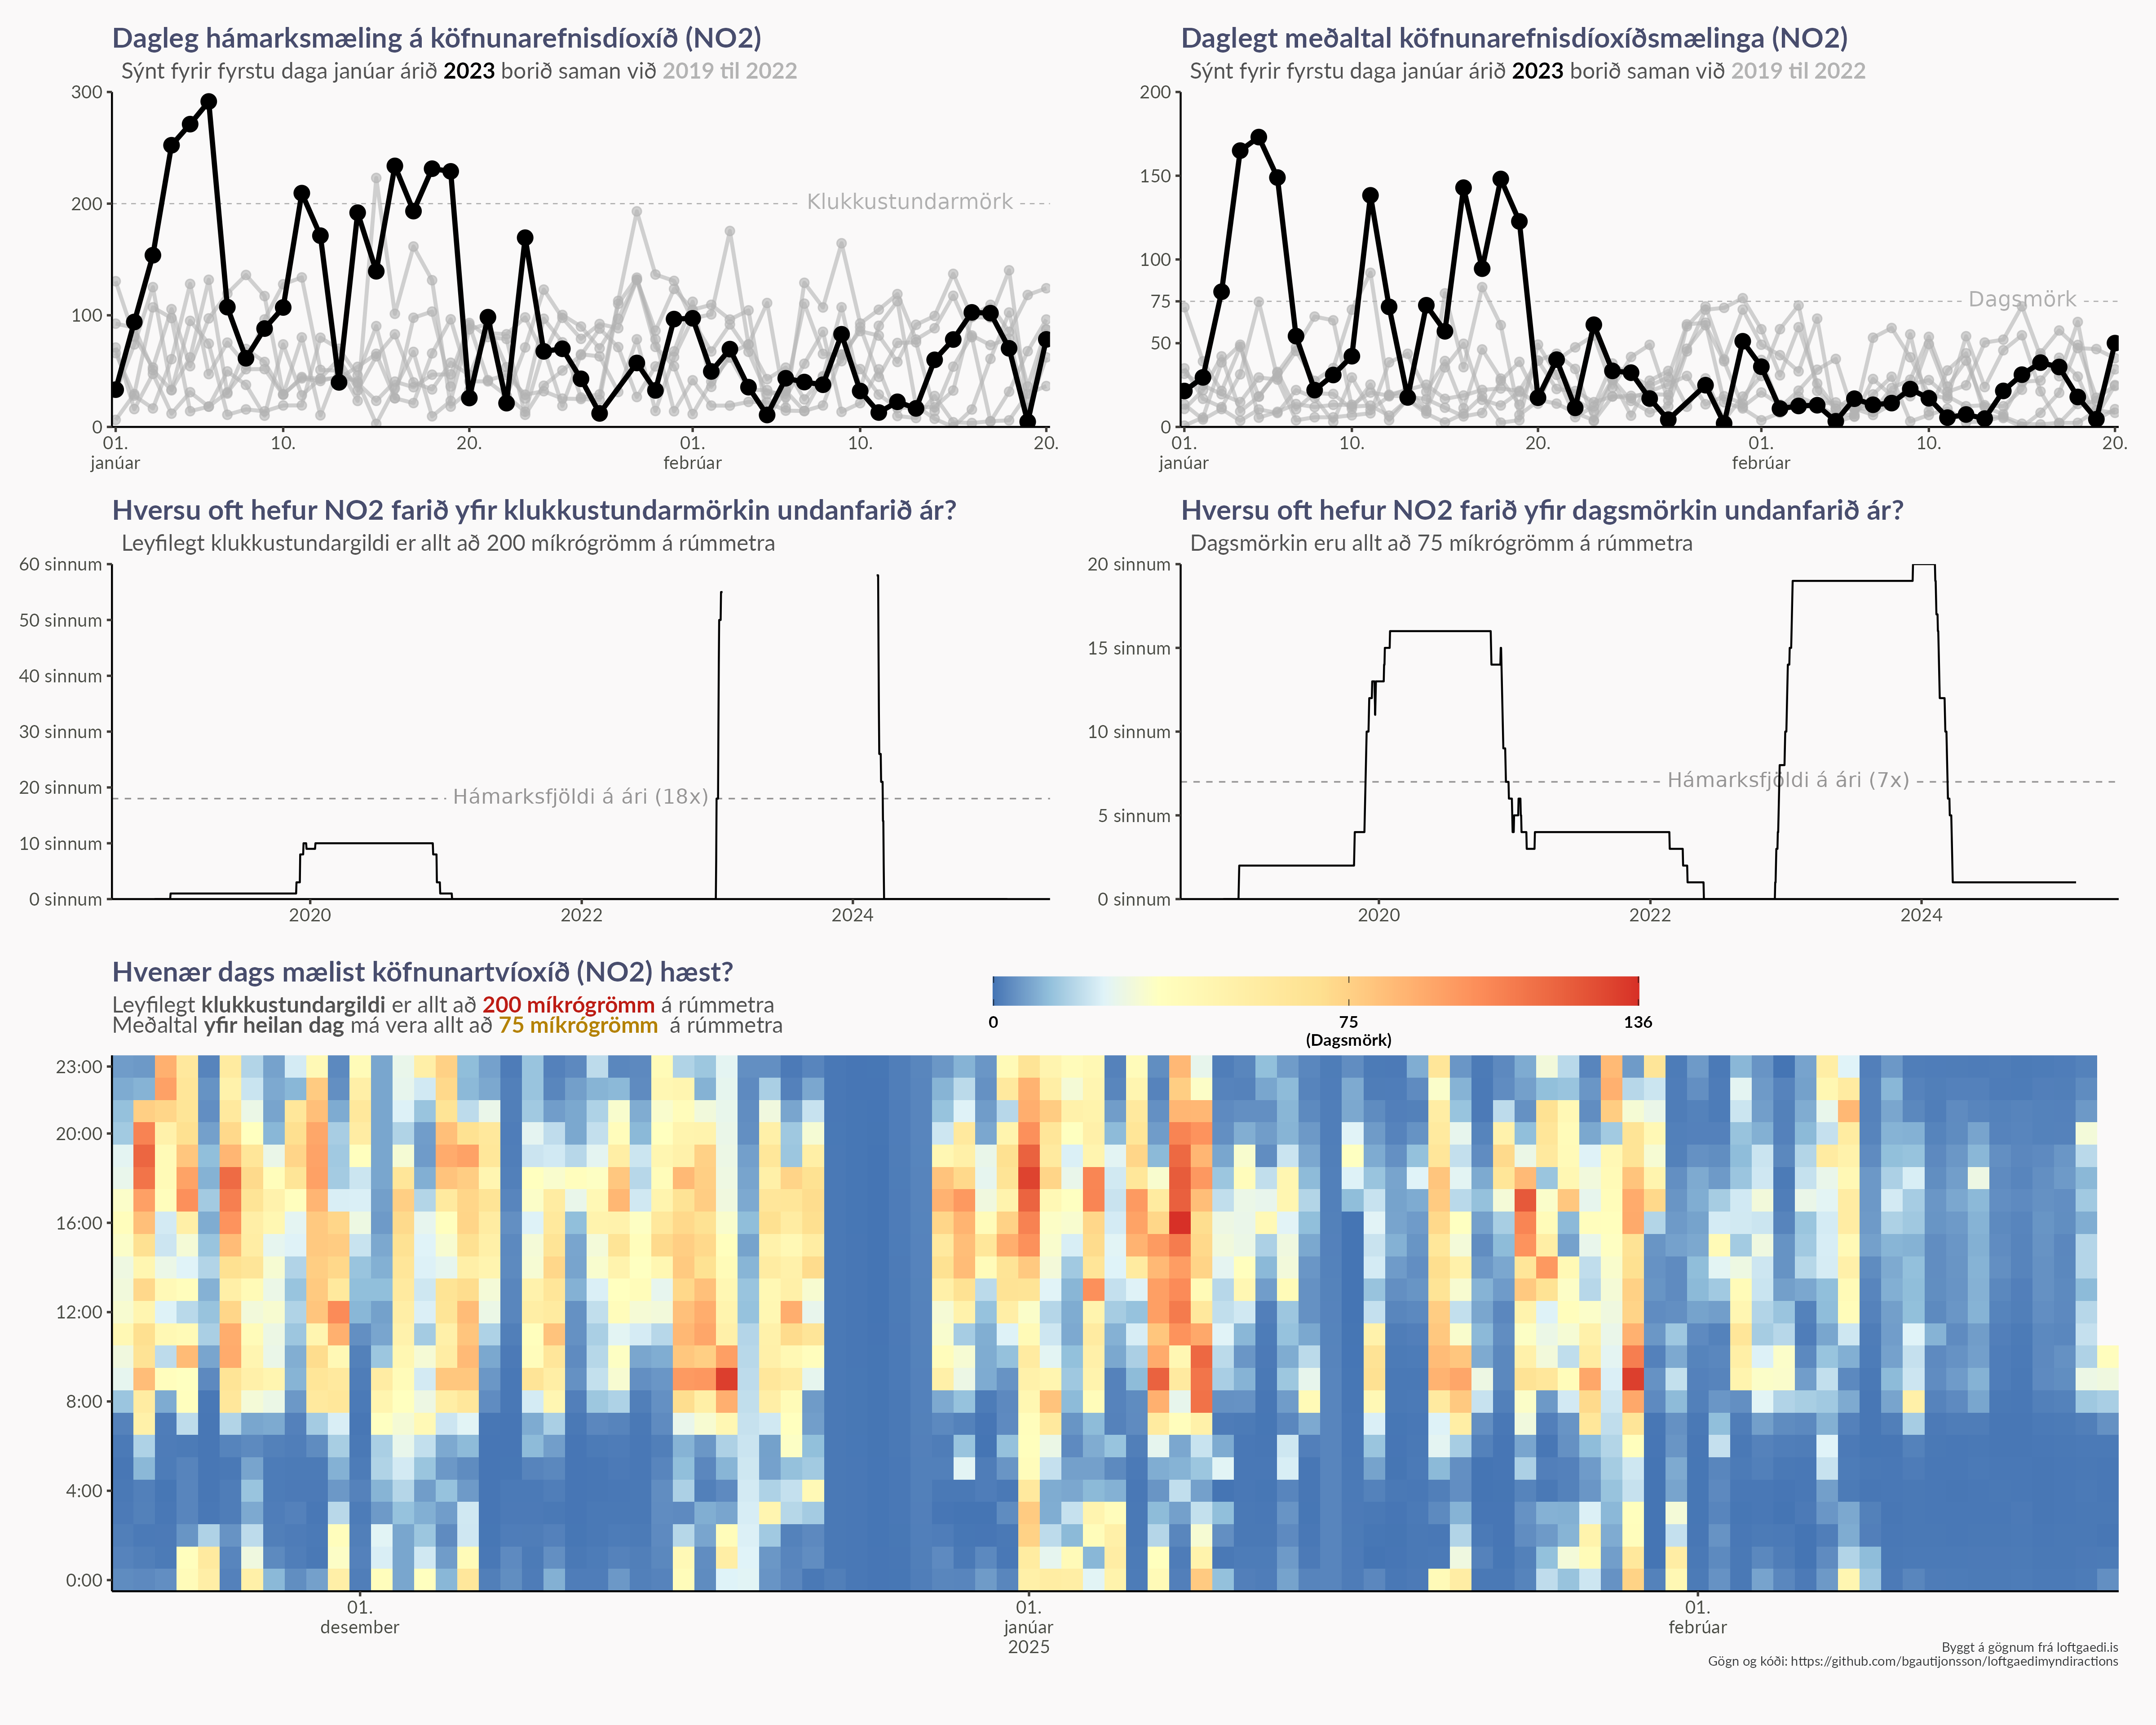 Dagleg hámarksmæling á köfnunarefnisdíoxíð (NO2)
Sýnt fyrir fyrstu daga janúar árið 2023 borið saman við 2019 til 2022
300
200
100
0
Klukkustundarmörk
01.
janúar
10.
20.
01.
febrúar
10.
20.
Daglegt meðaltal köfnunarefnisdíoxíðsmælinga (NO2)
Sýnt fyrir fyrstu daga janúar árið 2023 borið saman við 2019 til 2022
200
150
100
75
50
0
Dagsmörk
01.
janúar
10.
20.
01.
febrúar
10.
20.
Hversu oft hefur NO2 farið yfir klukkustundarmörkin undanfarið ár?
Leyfilegt klukkustundargildi er allt að 200 míkrógrömm á rúmmetra
60 sinnum
50 sinnum
40 sinnum
30 sinnum
20 sinnum
10 sinnum
0 sinnum
Hámarksfjöldi á ári (18x)
2020
2022
2024
Hversu oft hefur NO2 farið yfir dagsmörkin undanfarið ár?
Dagsmörkin eru allt að 75 míkrógrömm á rúmmetra
20 sinnum
15 sinnum
10 sinnum
5 sinnum
0 sinnum
Hámarksfjöldi á ári (7x)
2020
2022
2024
Hvenær dags mælist köfnunartvíoxíð (NO2) hæst?
Leyfilegt klukkustundargildi er allt að 200 míkrógrömm á rúmmetra
Meðaltal yfir heilan dag má vera allt að 75 míkrógrömm á rúmmetra
0
75
(Dagsmörk)
136
23:00
20:00
16:00
12:00
8:00
4:00
0:00
01.
desember
01.
janúar
2025
01.
febrúar
Byggt á gögnum frá loftgaedi.is
Gögn og kóði: https://github.com/bgautijonsson/loftgaedimyndiractions